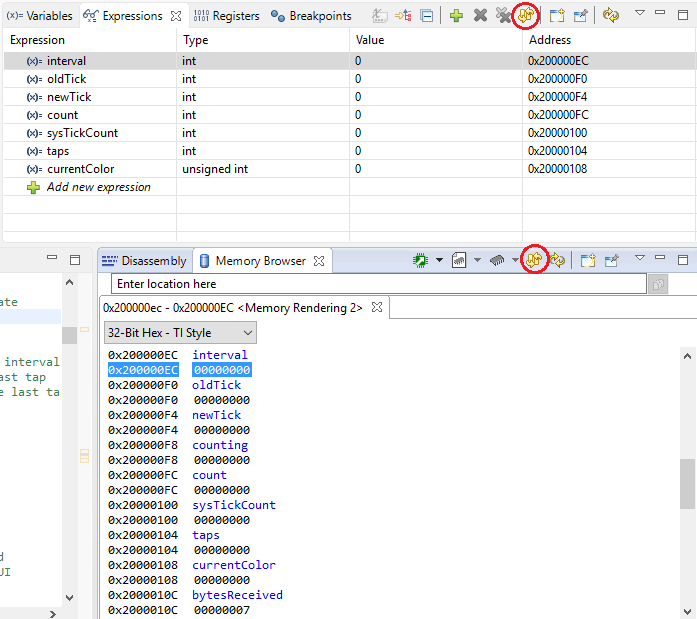 (x)= Variables Expressions Registers Breakpoints
Expression Type Value Address
(x)= interval int 0 0x200000EC
(x)= oldTick int 0 0x200000F0
(x)= newTick int 0 0x200000F4
(x)= count int 0 0x200000FC
(x)= sysTickCount int 0 0x20000100
(x)= taps int 0 0x20000104
(x)= currentColor unsigned int 0 0x20000108
Add new expression
Disassembly Memory Browser
Enter location here
0x200000ec - 0x200000EC <Memory Rendering 2>
32-Bit Hex - TI Style
ate
interval
ast tap
e last ta
d
UI
0x200000EC interval
0x200000EC 00000000
0x200000F0 oldTick
0x200000F0 00000000
0x200000F4 newTick
0x200000F4 00000000
0x200000F8 counting
0x200000F8 00000000
0x200000FC count
0x200000FC 00000000
0x20000100 sysTickCount
0x20000100 00000000
0x20000104 taps
0x20000104 00000000
0x20000108 currentColor
0x20000108 00000000
0x2000010C bytesReceived
0x2000010C 00000007